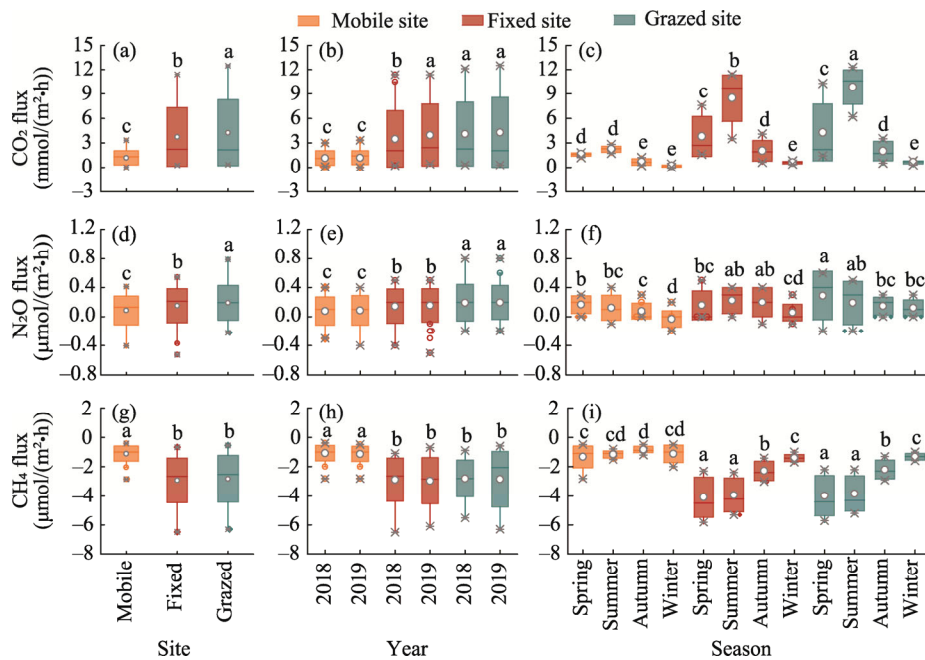 Mobile site Fixed site Grazed site
CO₂ flux
(mmol/(m²•h))
15
12
9
6
3
0
−3
(a)
c
b
a
(b)
c c b a a a
(c)
d d e e b a d e b a d e
N₂O flux
(μmol/(m²•h))
1.2
0.8
0.4
0.0
−0.4
−0.8
(d)
c
b
a
(e)
c c b b a a
(f)
b bc c d bc ab ab cd a ab bc bc
CH₄ flux
(μmol/(m²•h))
2
0
−2
−4
−6
−8
(g)
a
b
b
(h)
a a b b b b
(i)
c cd d cd a a b c a a b c
Mobile
Fixed
Grazed
2018
2019
2018
2019
2018
2019
Spring
Summer
Autumn
Winter
Spring
Summer
Autumn
Winter
Spring
Summer
Autumn
Winter
Site
Year
Season